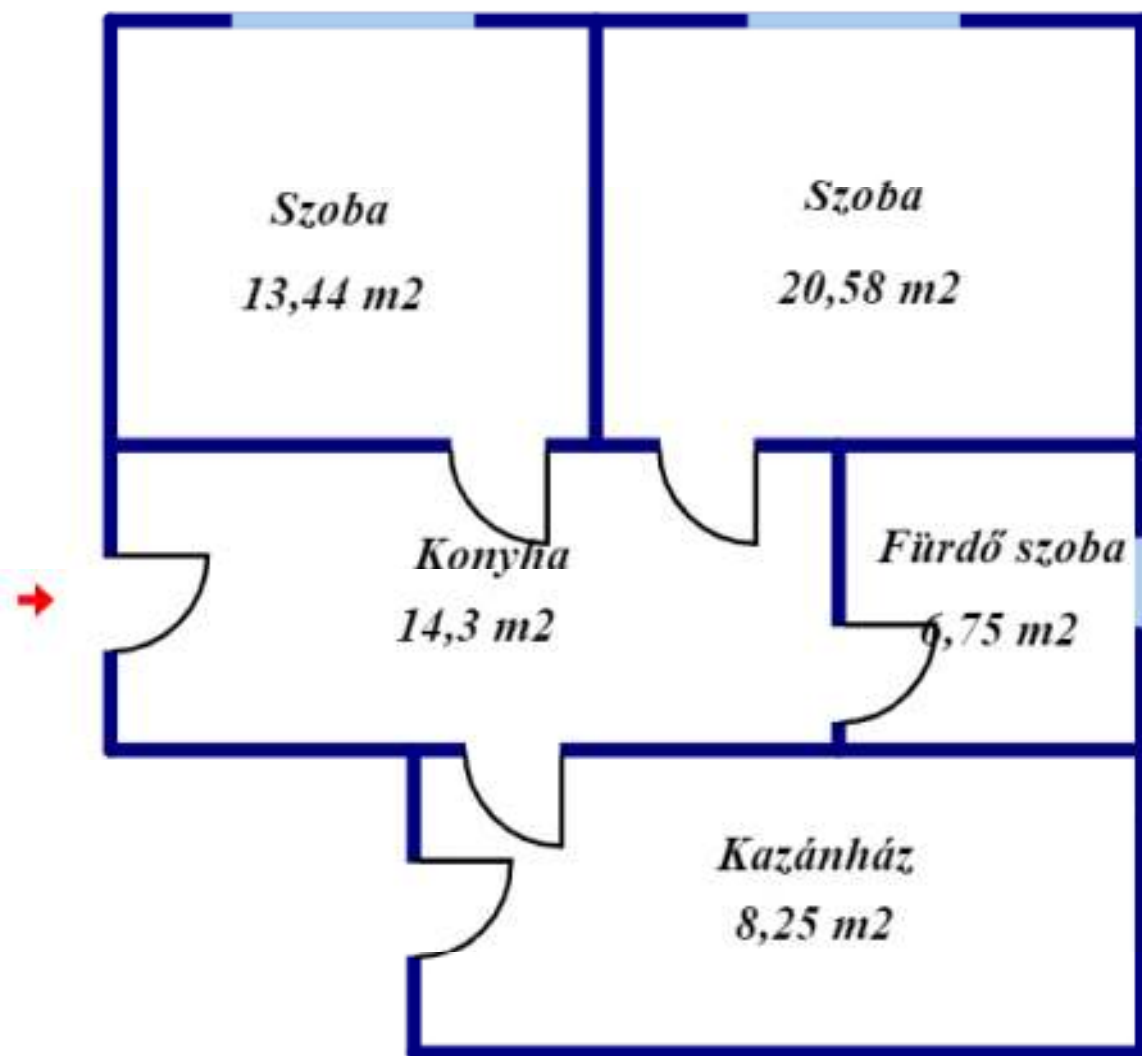 Szoba
13,44 m2
Szoba
20,58 m2
Konyha
14,3 m2
Fürdő szoba
6,75 m2
Kazánház
8,25 m2